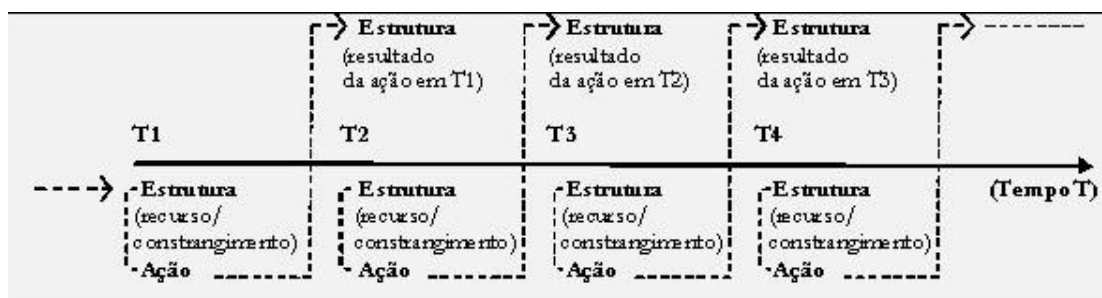 Estrutura Estrutura Estrutura
(resultado (resultado (resultado
da ação em T1) da ação em T2) da ação em T3)
T1 T2 T3 T4
Estrutura Estrutura Estrutura Estrutura (Tempo T)
(recurso/ (recurso/ (recurso/ (recurso/
constrangimento) constrangimento) constrangimento) constrangimento)
Ação Ação Ação Ação